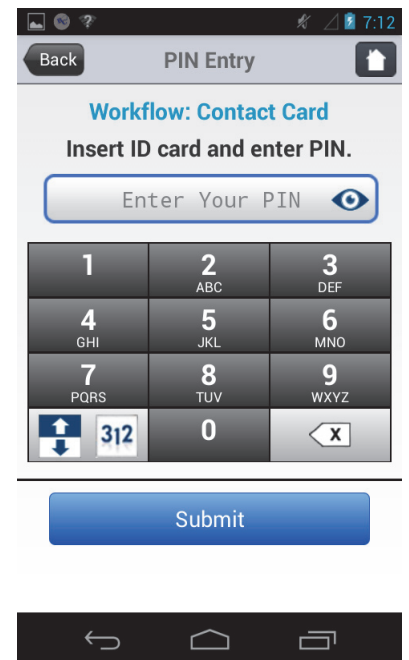 7:12
Back PIN Entry
Workflow: Contact Card
Insert ID card and enter PIN.
Enter Your PIN
1 2 3
ABC DEF
4 5 6
GHI JKL MNO
7 8 9
PQRS TUV WXYZ
312 0 X
Submit